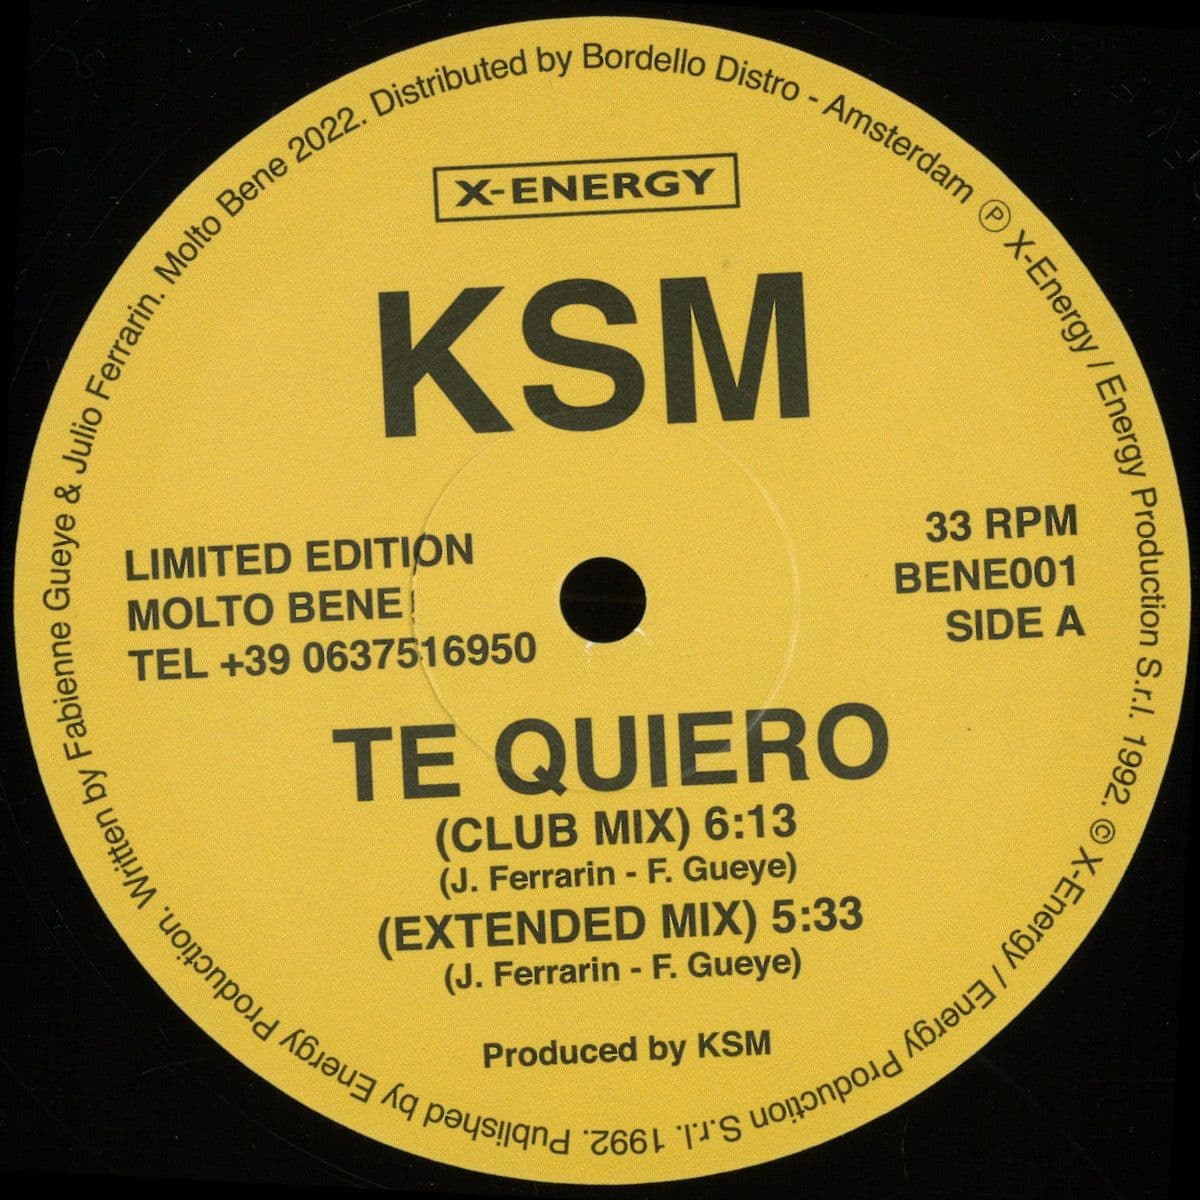 X-ENERGY
KSM
LIMITED EDITION
MOLTO BENE
TEL +39 0637516950
33 RPM
BENE001
SIDE A
TE QUIERO
(CLUB MIX) 6:13
(J. Ferrarin - F. Gueye)
(EXTENDED MIX) 5:33
(J. Ferrarin - F. Gueye)
Produced by KSM
Written by Fabienne Gueye & Julio Ferrarin. Molto Bene 2022. Distributed by Bordello Distro - Amsterdam ℗ X-Energy / Energy Production S.r.l. 1992. © X-Energy / Energy Production S.r.l. 1992. Published by Energy Production.